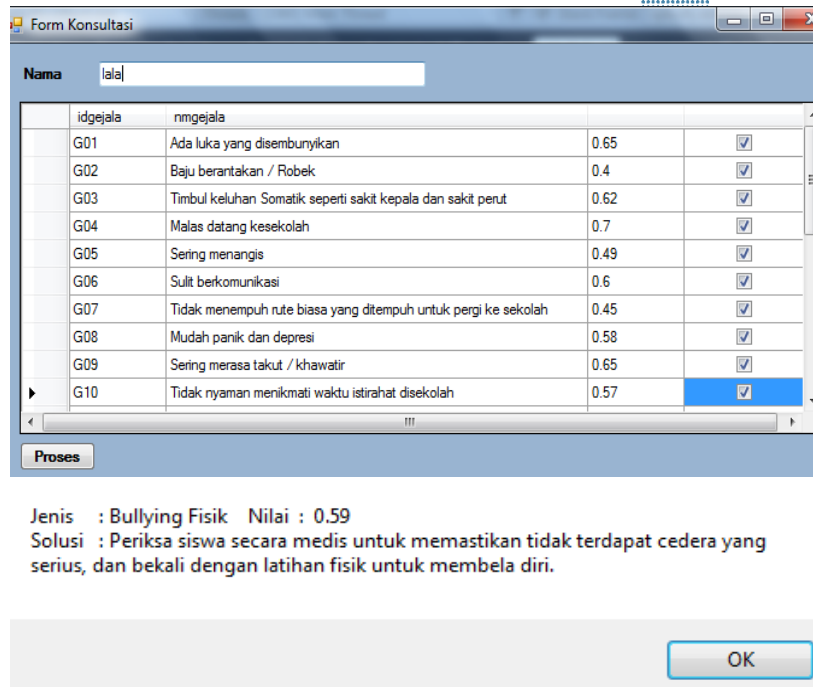 Form Konsultasi
Nama lala
idgejala nmgejala
G01 Ada luka yang disembunyikan 0.65
G02 Baju berantakan / Robek 0.4
G03 Timbul keluhan Somatik seperti sakit kepala dan sakit perut 0.62
G04 Malas datang kesekolah 0.7
G05 Sering menangis 0.49
G06 Sulit berkomunikasi 0.6
G07 Tidak menempuh rute biasa yang ditempuh untuk pergi ke sekolah 0.45
G08 Mudah panik dan depresi 0.58
G09 Sering merasa takut / khawatir 0.65
G10 Tidak nyaman menikmati waktu istirahat disekolah 0.57
Proses
Jenis : Bullying Fisik Nilai : 0.59
Solusi : Periksa siswa secara medis untuk memastikan tidak terdapat cedera yang
serius, dan bekali dengan latihan fisik untuk membela diri.
OK